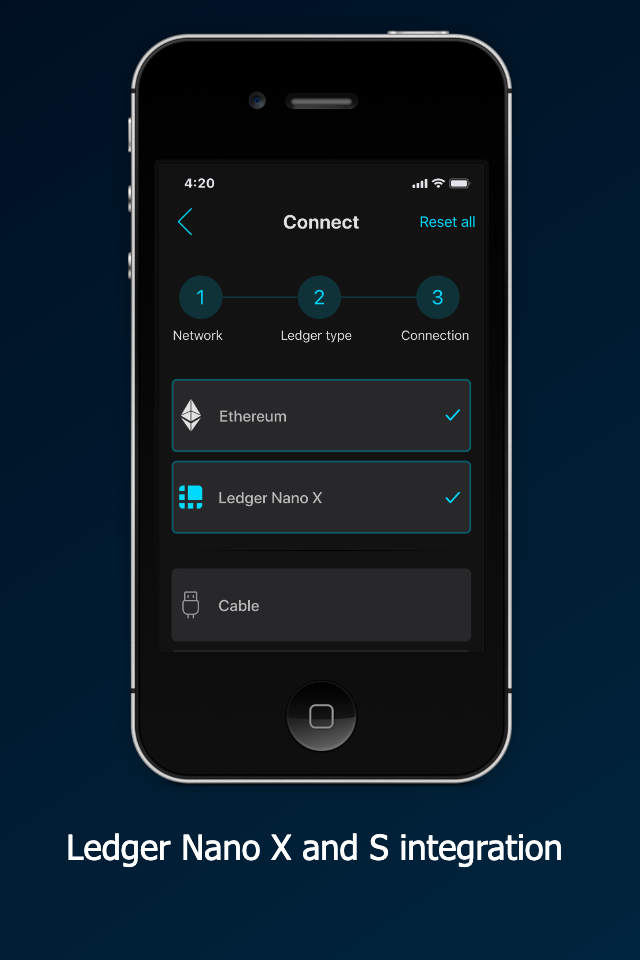 4:20
Connect
Reset all
1
2
3
Network
Ledger type
Connection
Ethereum
Ledger Nano X
Cable
Ledger Nano X and S integration